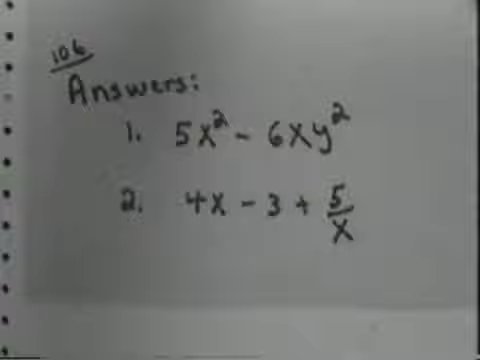 106
Answers:
1. 5x² - 6xy²
2. 4x - 3 + 5/x